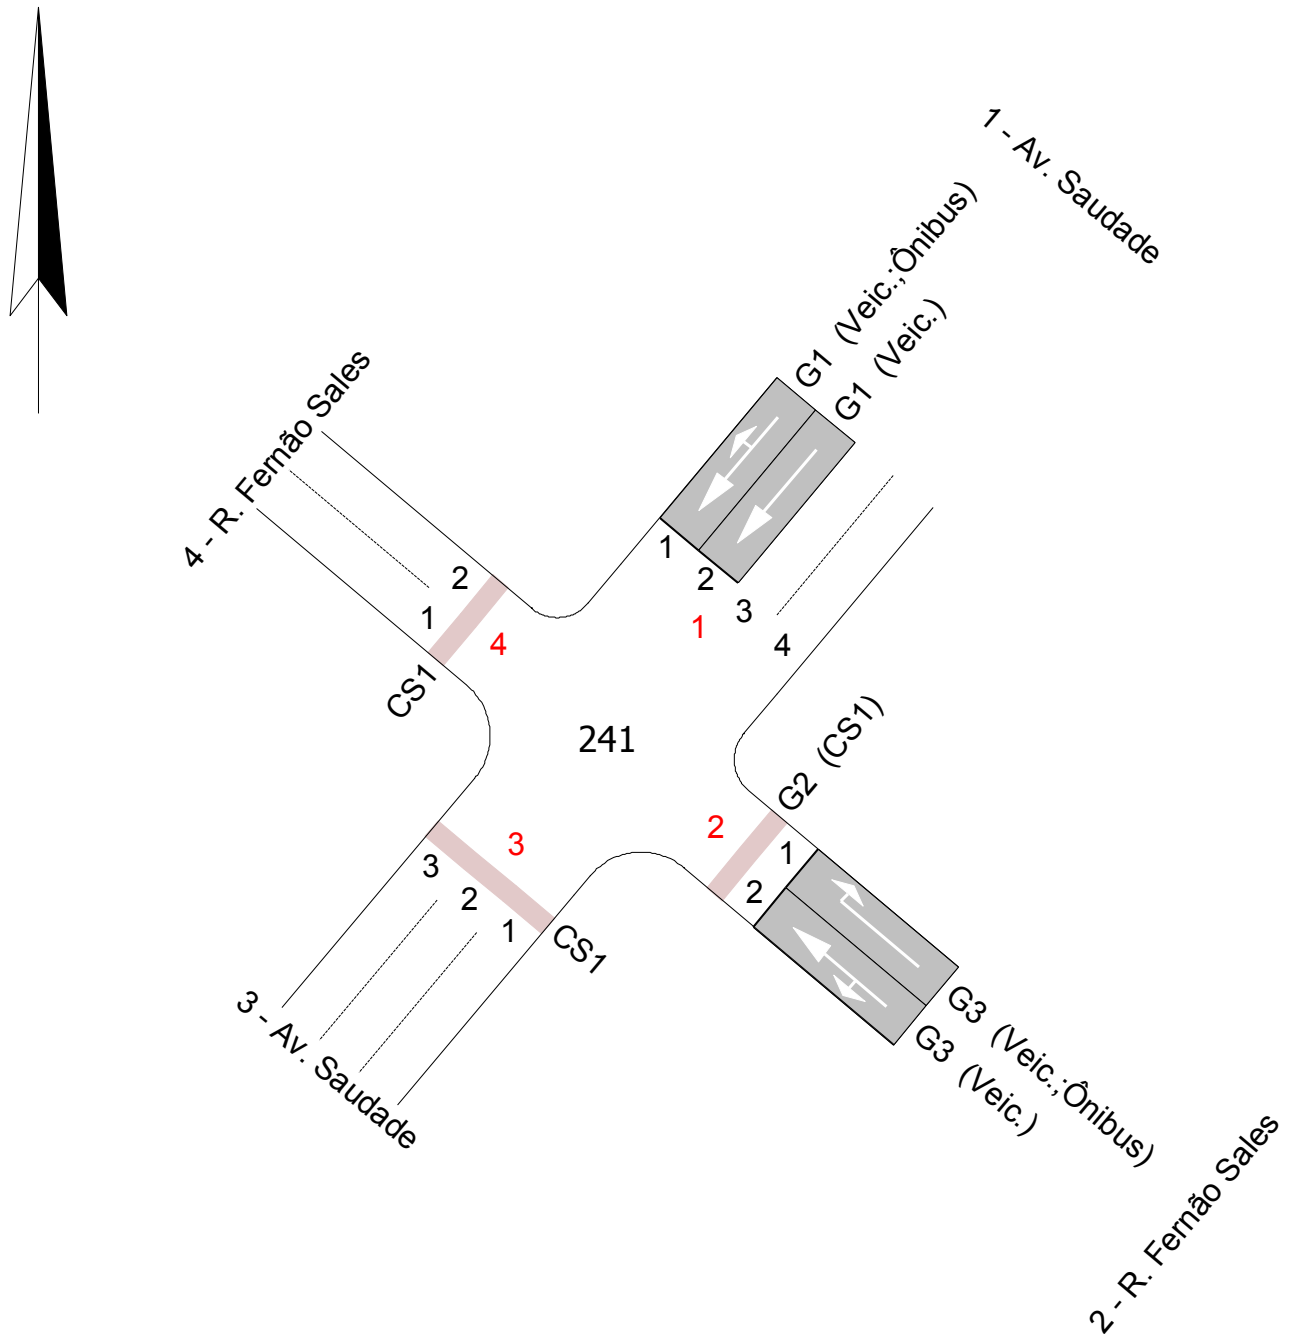 1 - Av. Saudade
G1 (Veic.;Ônibus)
G1 (Veic.)
4 - R. Fernão Sales
1
2
3
4
1
2
1
4
CS1
241
G2 (CS1)
2
1
2
3
3
2
1
CS1
G3 (Veic.;Ônibus)
G3 (Veic.)
3 - Av. Saudade
2 - R. Fernão Sales